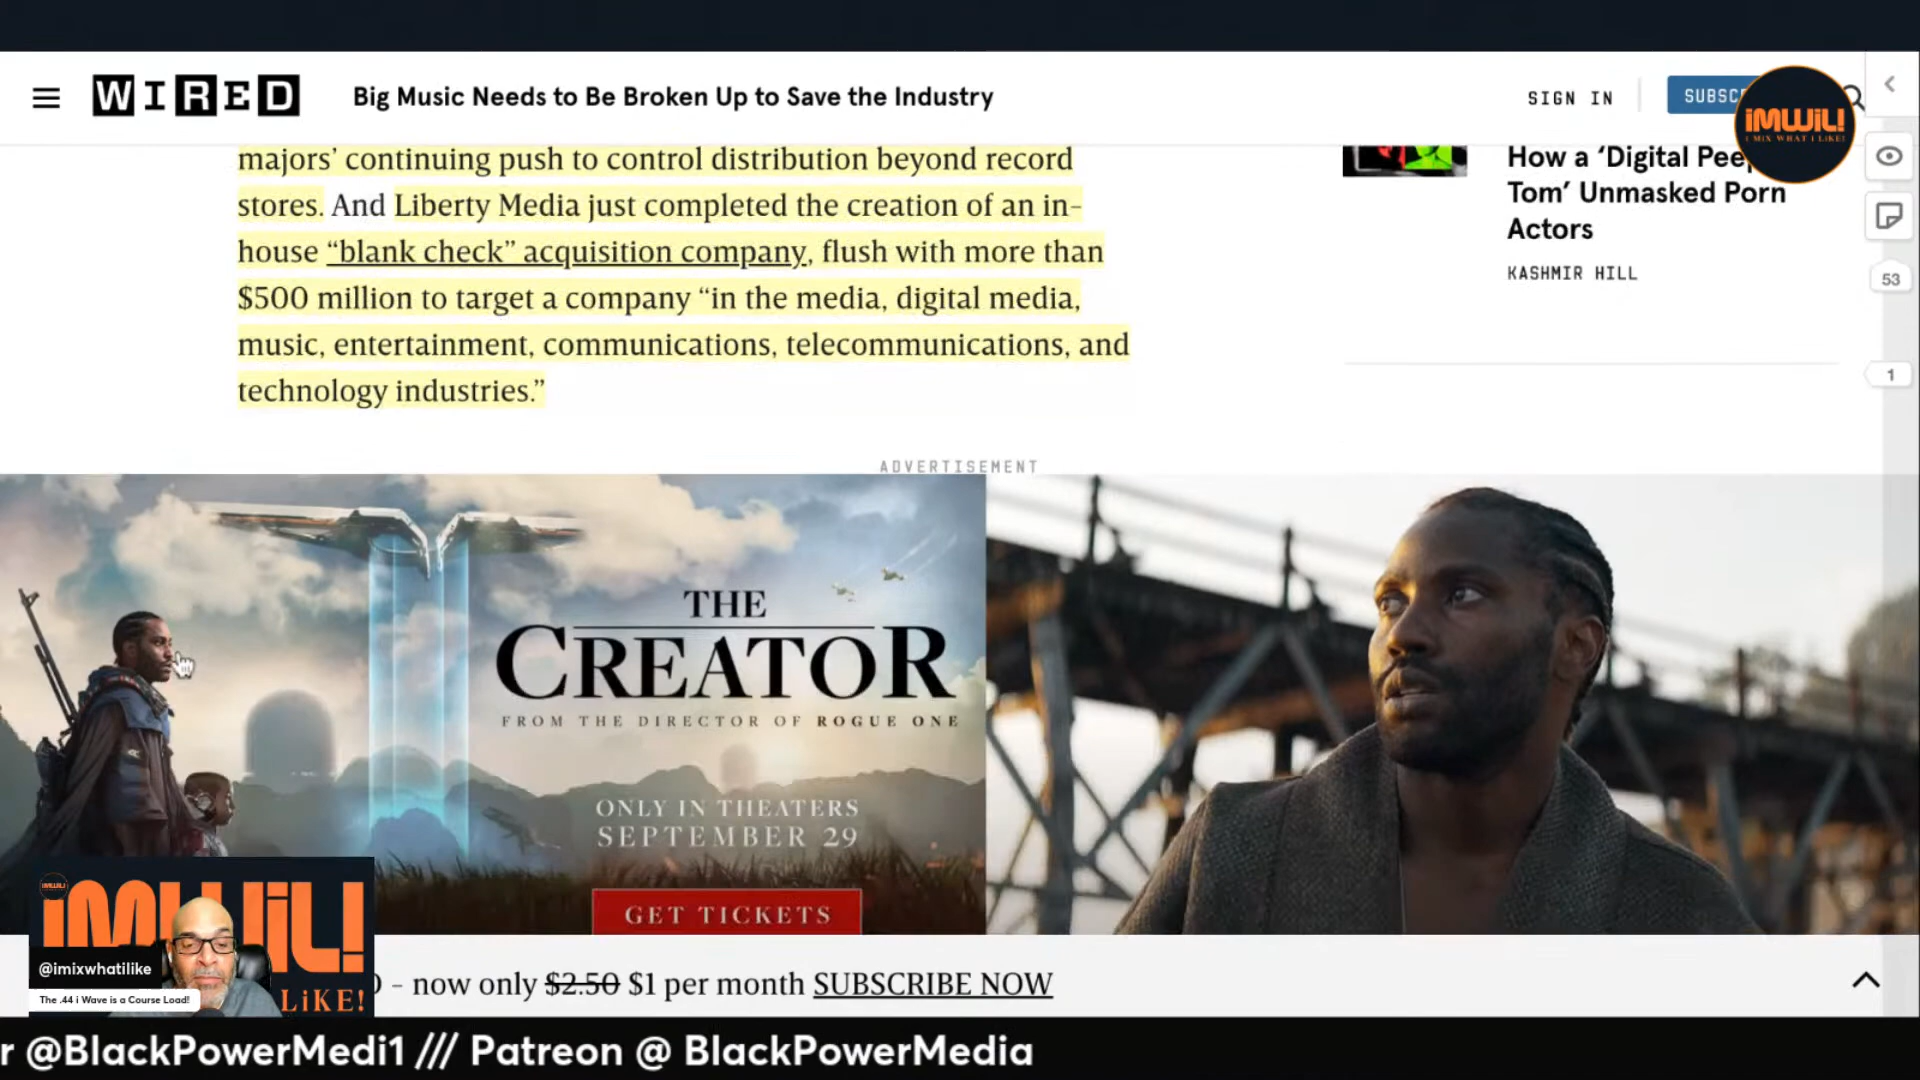 WIRED
Big Music Needs to Be Broken Up to Save the Industry
SIGN IN
SUBSC
iMWiL!
I MIX WHAT I LIKE!
majors’ continuing push to control distribution beyond record
stores. And Liberty Media just completed the creation of an in-
house “blank check” acquisition company, flush with more than
$500 million to target a company “in the media, digital media,
music, entertainment, communications, telecommunications, and
technology industries.”
How a ‘Digital Pee
Tom’ Unmasked Porn
Actors
KASHMIR HILL
53
1
ADVERTISEMENT
THE
CREATOR
FROM THE DIRECTOR OF ROGUE ONE
ONLY IN THEATERS
SEPTEMBER 29
GET TICKETS
@imixwhatilike
The .44 i Wave is a Course Load!
LiKE!
– now only $2.50 $1 per month SUBSCRIBE NOW
r @BlackPowerMedi1 /// Patreon @ BlackPowerMedia